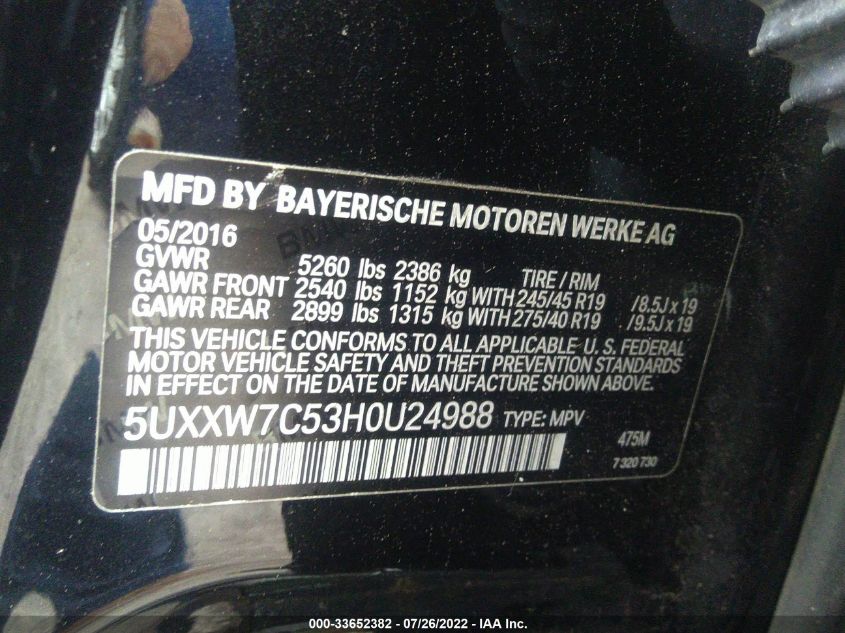 MFD BY BAYERISCHE MOTOREN WERKE AG
05/2016
GVWR 5260 lbs 2386 kg TIRE / RIM
GAWR FRONT 2540 lbs 1152 kg WITH 245/45 R19 /8.5J x 19
GAWR REAR 2899 lbs 1315 kg WITH 275/40 R19 /9.5J x 19
THIS VEHICLE CONFORMS TO ALL APPLICABLE U. S. FEDERAL
MOTOR VEHICLE SAFETY AND THEFT PREVENTION STANDARDS
IN EFFECT ON THE DATE OF MANUFACTURE SHOWN ABOVE.
5UXXW7C53H0U24988 TYPE: MPV
475M
7 320 730
000-33652382 / 07/26/2022 - IAA Inc.